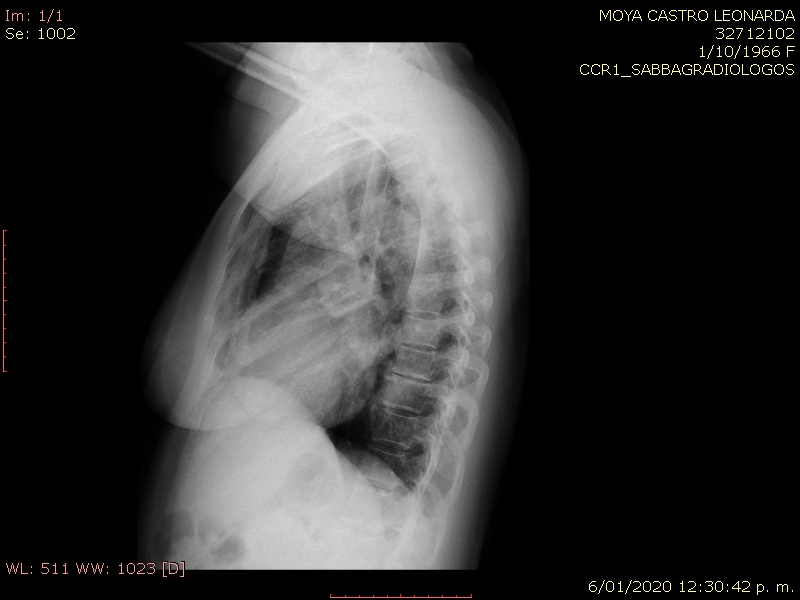 Im: 1/1
Se: 1002
MOYA CASTRO LEONARDA
32712102
1/10/1966 F
CCR1_SABBAGRADIOLOGOS
WL: 511 WW: 1023 [D]
6/01/2020 12:30:42 p. m.